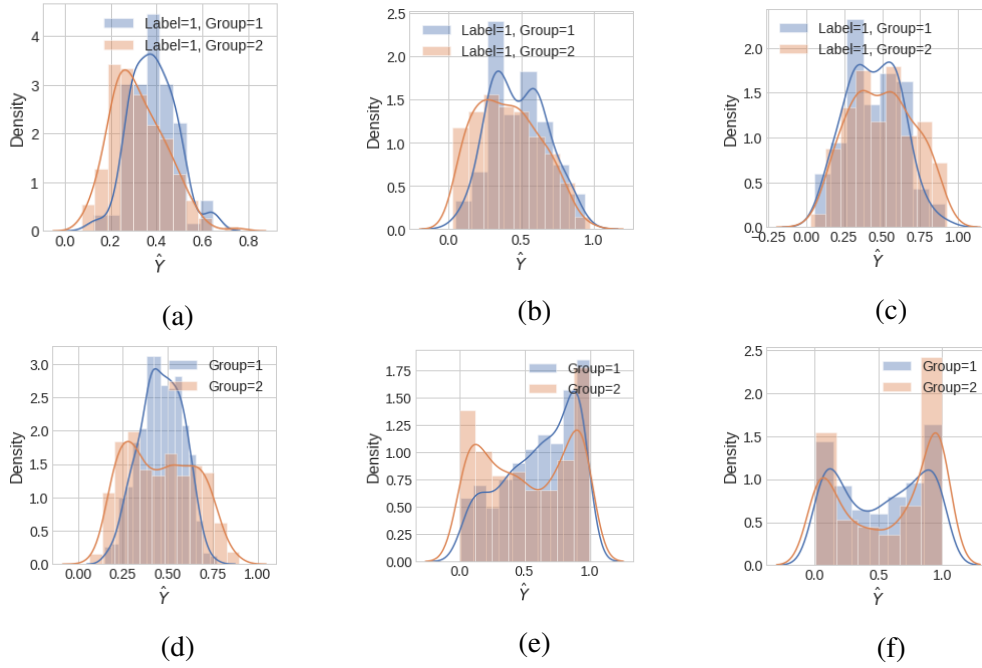 Label=1, Group=1
Label=1, Group=2
4
3
2
1
0
Density
0.0 0.2 0.4 0.6 0.8
Ŷ
(a)
Label=1, Group=1
Label=1, Group=2
2.5
2.0
1.5
1.0
0.5
0.0
Density
0.0 0.5 1.0
Ŷ
(b)
Label=1, Group=1
Label=1, Group=2
2.0
1.5
1.0
0.5
0.0
Density
−0.25 0.00 0.25 0.50 0.75 1.00
Ŷ
(c)
Group=1
Group=2
3.0
2.5
2.0
1.5
1.0
0.5
0.0
Density
0.00 0.25 0.50 0.75 1.00
Ŷ
(d)
Group=1
Group=2
1.75
1.50
1.25
1.00
0.75
0.50
0.25
0.00
Density
0.0 0.5 1.0
Ŷ
(e)
Group=1
Group=2
2.5
2.0
1.5
1.0
0.5
0.0
Density
0.0 0.5 1.0
Ŷ
(f)